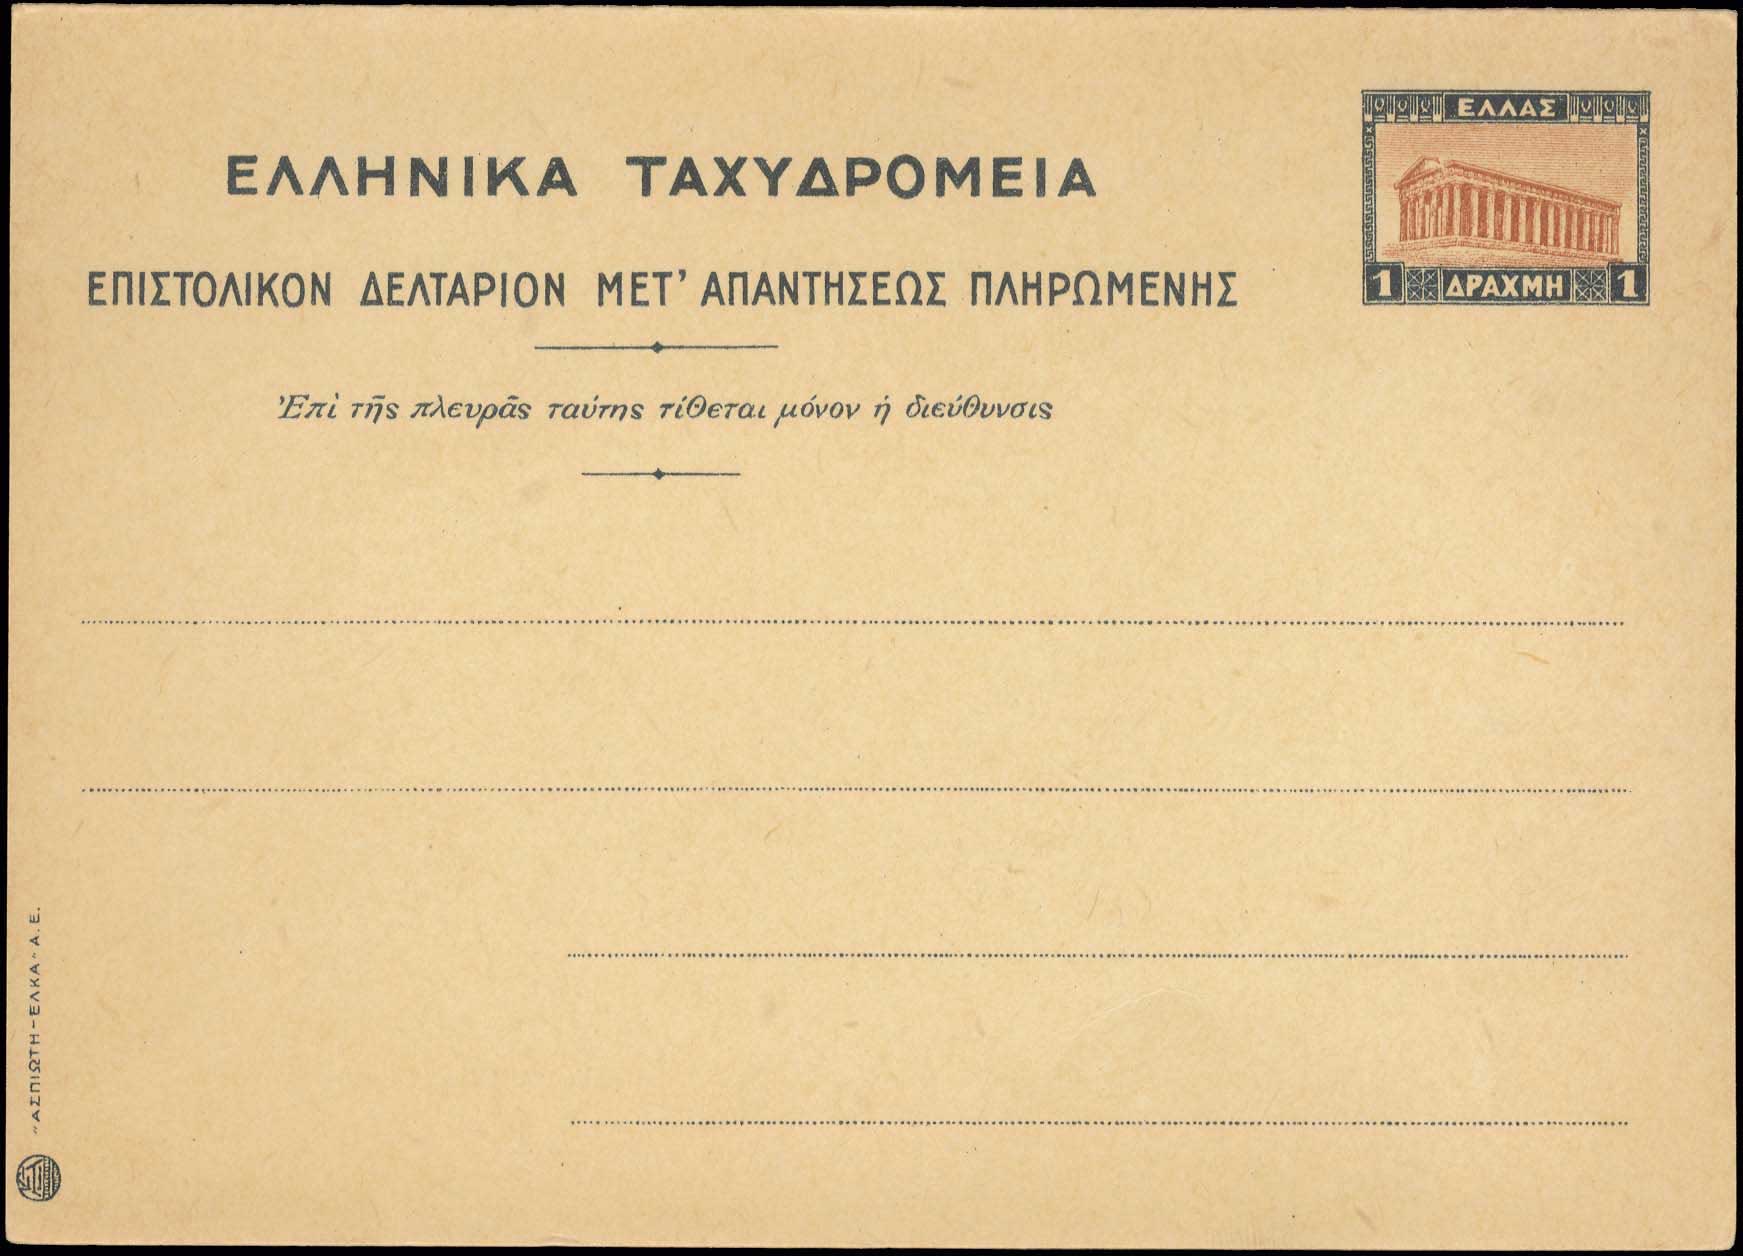 ΕΛΛΑΣ
ΕΛΛΗΝΙΚΑ ΤΑΧΥΔΡΟΜΕΙΑ
ΕΠΙΣΤΟΛΙΚΟΝ ΔΕΛΤΑΡΙΟΝ ΜΕΤ' ΑΠΑΝΤΗΣΕΩΣ ΠΛΗΡΩΜΕΝΗΣ
1 ΔΡΑΧΜΗ 1
Ἐπὶ τῆς πλευρᾶς ταύτης τίθεται μόνον ἡ διεύθυνσις
"ΑΣΠΙΩΤΗ-ΕΛΚΑ" Α.Ε.